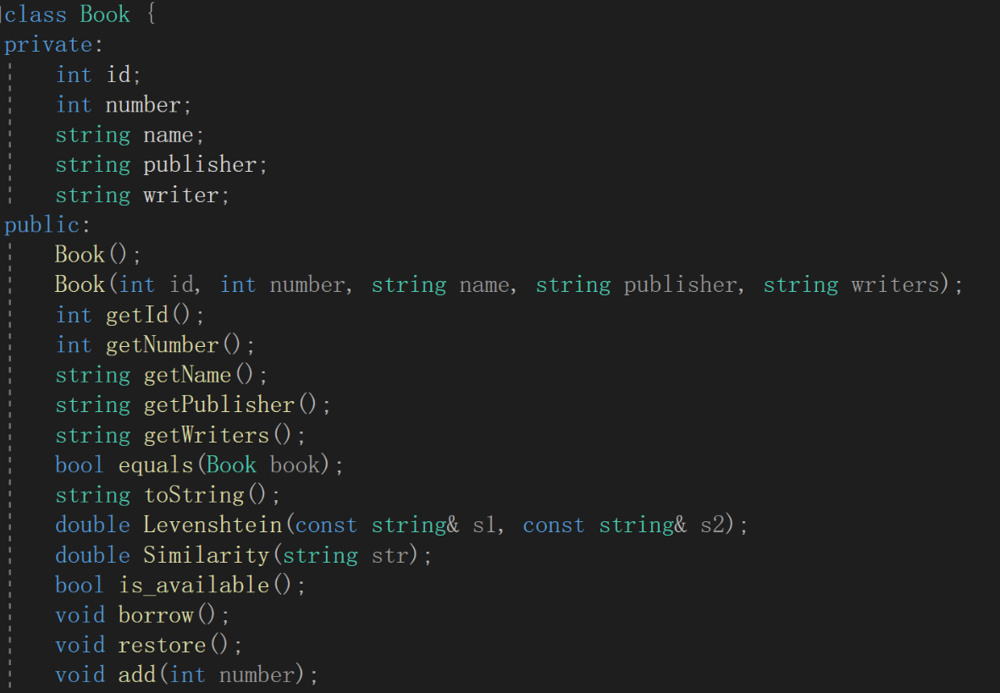 class Book {
private:
    int id;
    int number;
    string name;
    string publisher;
    string writer;
public:
    Book();
    Book(int id, int number, string name, string publisher, string writers);
    int getId();
    int getNumber();
    string getName();
    string getPublisher();
    string getWriters();
    bool equals(Book book);
    string toString();
    double Levenshtein(const string& s1, const string& s2);
    double Similarity(string str);
    bool is_available();
    void borrow();
    void restore();
    void add(int number);